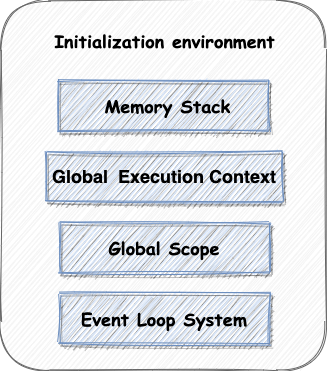 Initialization environment
Memory Stack
Global Execution Context
Global Scope
Event Loop System